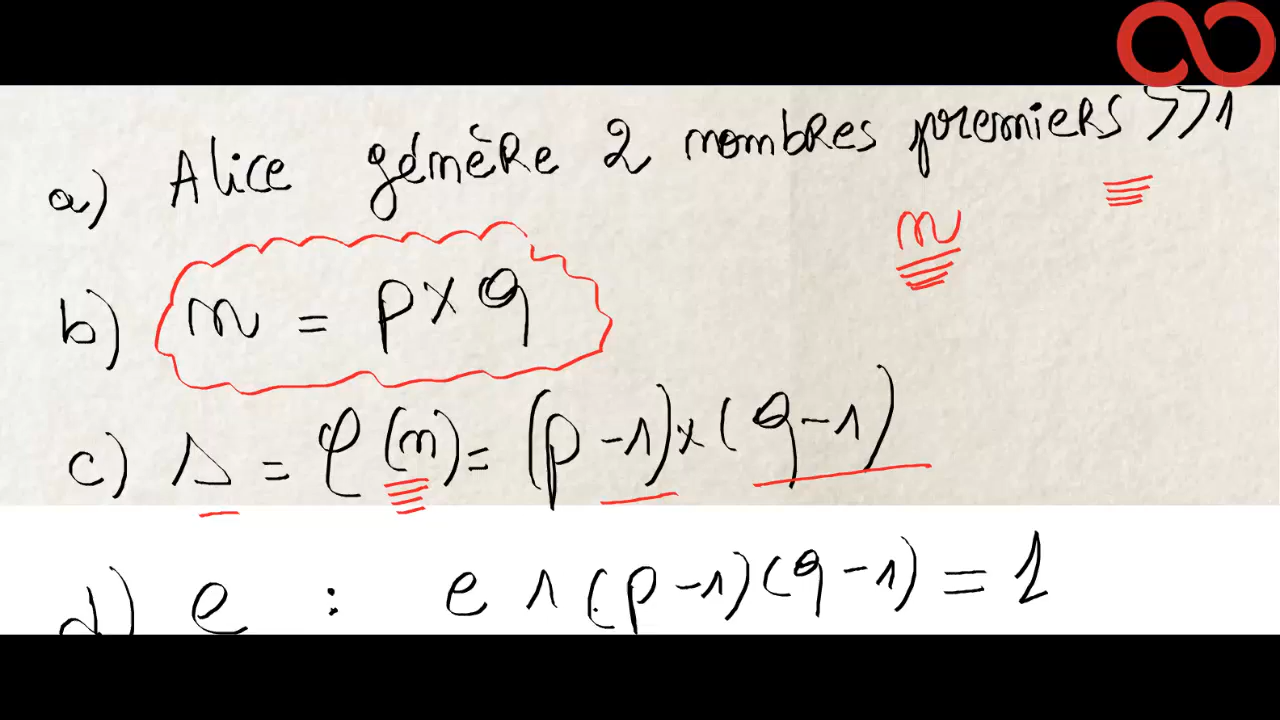 a) Alice génère 2 nombres premiers >>1
n
b) n = p × q
c) s = φ(n) = (p-1)×(q-1)
d) e : e ∧ (p-1)(q-1) = 1